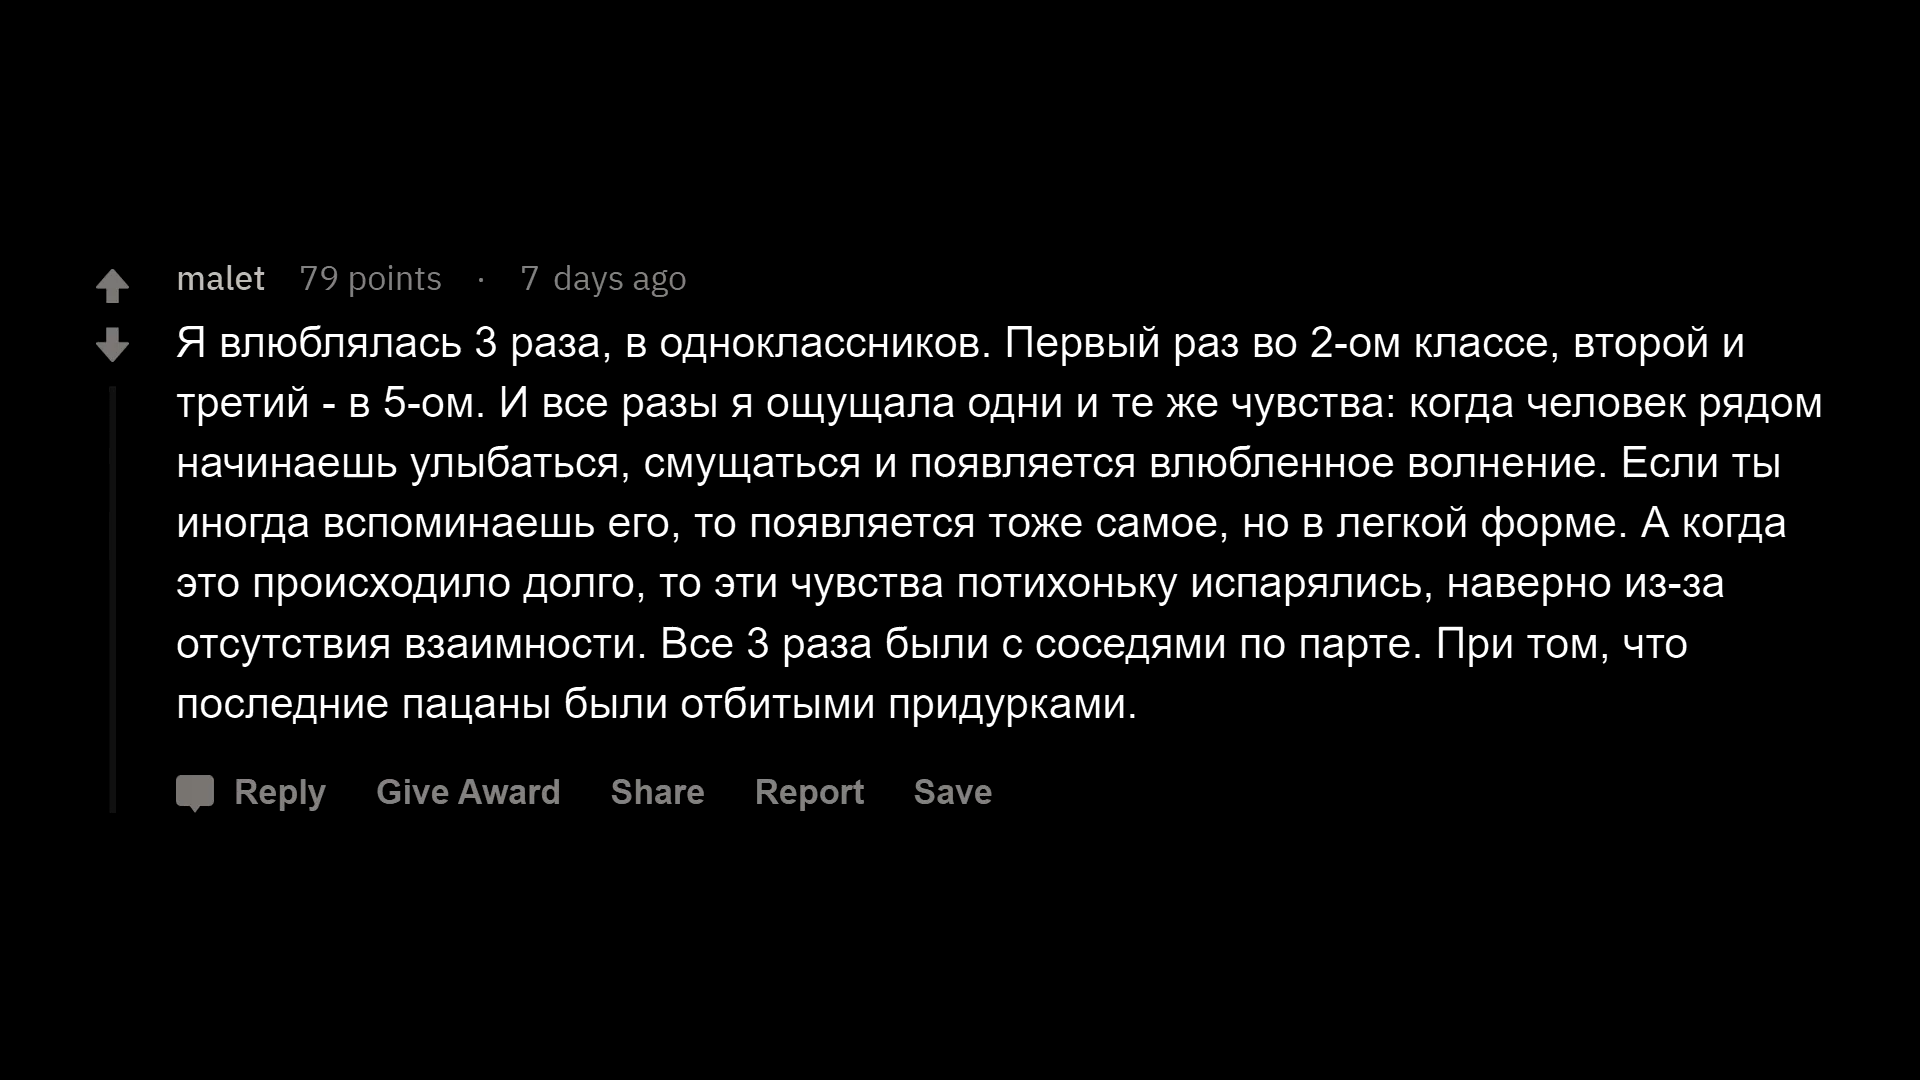 malet 79 points · 7 days ago
Я влюблялась 3 раза, в одноклассников. Первый раз во 2-ом классе, второй и
третий - в 5-ом. И все разы я ощущала одни и те же чувства: когда человек рядом
начинаешь улыбаться, смущаться и появляется влюбленное волнение. Если ты
иногда вспоминаешь его, то появляется тоже самое, но в легкой форме. А когда
это происходило долго, то эти чувства потихоньку испарялись, наверно из-за
отсутствия взаимности. Все 3 раза были с соседями по парте. При том, что
последние пацаны были отбитыми придурками.
Reply Give Award Share Report Save